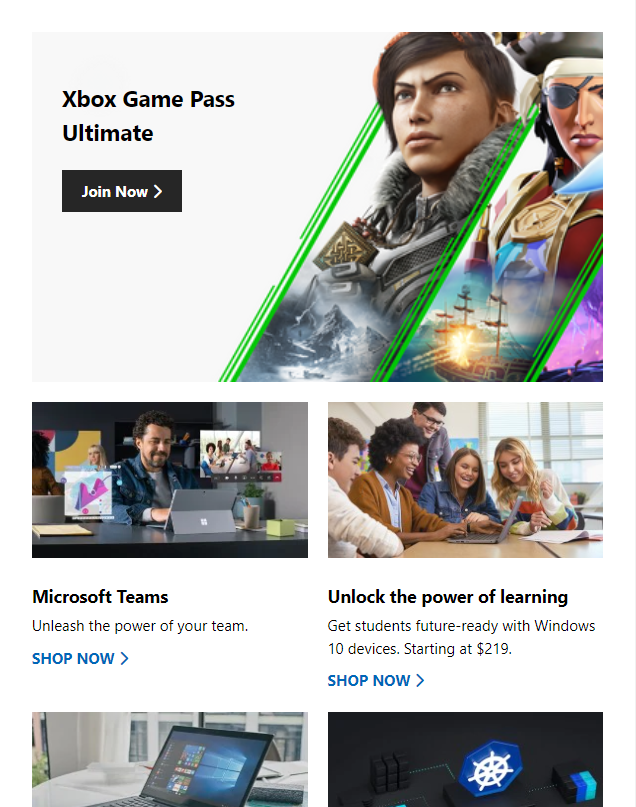 Xbox Game Pass
Ultimate
Join Now
Microsoft Teams
Unleash the power of your team.
SHOP NOW
Unlock the power of learning
Get students future-ready with Windows
10 devices. Starting at $219.
SHOP NOW